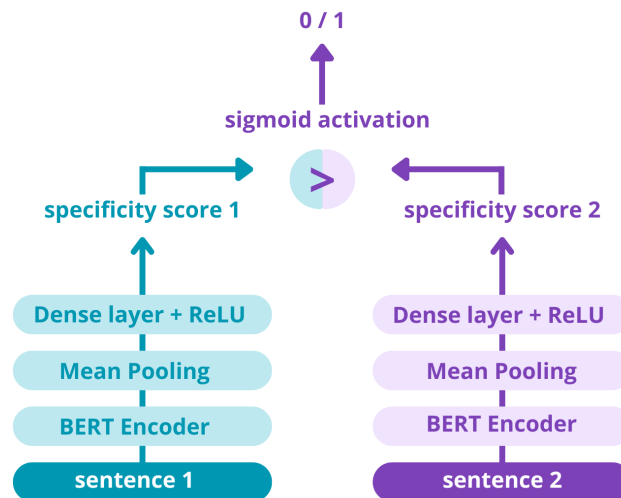 0 / 1
sigmoid activation
>
specificity score 1
specificity score 2
Dense layer + ReLU
Dense layer + ReLU
Mean Pooling
Mean Pooling
BERT Encoder
BERT Encoder
sentence 1
sentence 2